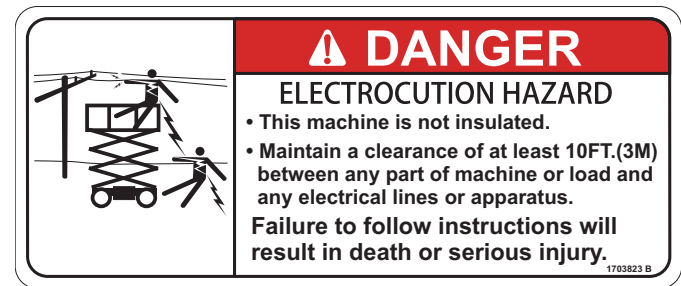 DANGER
ELECTROCUTION HAZARD
• This machine is not insulated.
• Maintain a clearance of at least 10FT.(3M)
between any part of machine or load and
any electrical lines or apparatus.
Failure to follow instructions will
result in death or serious injury.
1703823 B